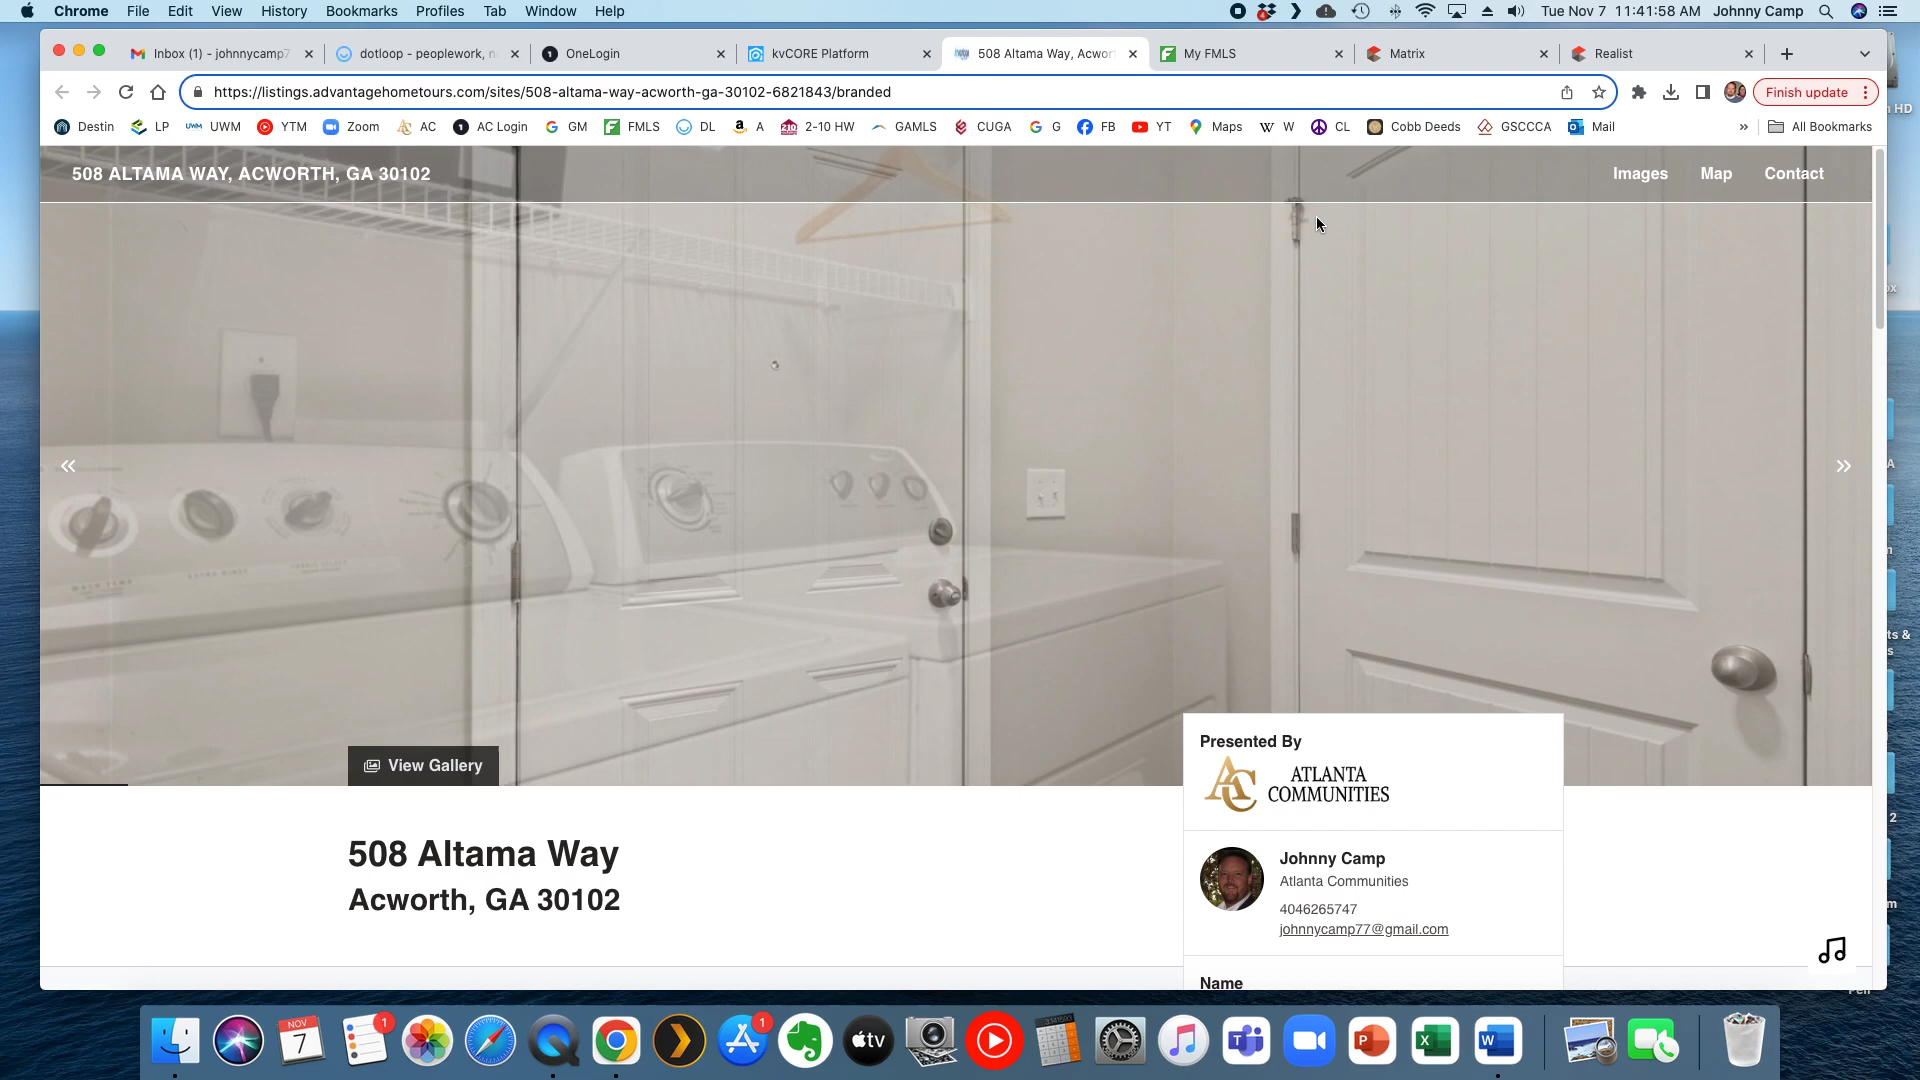 Chrome File Edit View History Bookmarks Profiles Tab Window Help
Tue Nov 7 11:41:58 AM Johnny Camp
Inbox (1) - johnnycamp7
dotloop - peoplework, n
OneLogin
kvCORE Platform
508 Altama Way, Acwor
My FMLS
Matrix
Realist
https://listings.advantagehometours.com/sites/508-altama-way-acworth-ga-30102-6821843/branded
Finish update
Destin LP UWM YTM Zoom AC AC Login GM FMLS DL A 2-10 HW GAMLS CUGA G FB YT Maps W CL Cobb Deeds GSCCCA Mail » All Bookmarks
508 ALTAMA WAY, ACWORTH, GA 30102
Images Map Contact
View Gallery
Presented By
AC ATLANTA
COMMUNITIES
508 Altama Way
Acworth, GA 30102
Johnny Camp
Atlanta Communities
4046265747
johnnycamp77@gmail.com
Name
NOV
7
1
1
tv